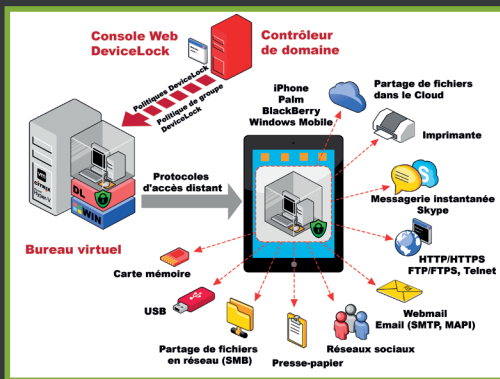 Console Web
DeviceLock
Contrôleur
de domaine
Politiques DeviceLock
Politique de groupe
DeviceLock
iPhone
Palm
BlackBerry
Windows Mobile
Partage de fichiers
dans le Cloud
Imprimante
Messagerie instantanée
Skype
HTTP/HTTPS
FTP/FTPS, Telnet
Webmail
Email (SMTP, MAPI)
Réseaux sociaux
Presse-papier
Partage de fichiers
en réseau (SMB)
USB
Carte mémoire
Protocoles
d'accès distant
vm
CITRIX
Hyper-V
DL
WIN
Bureau virtuel